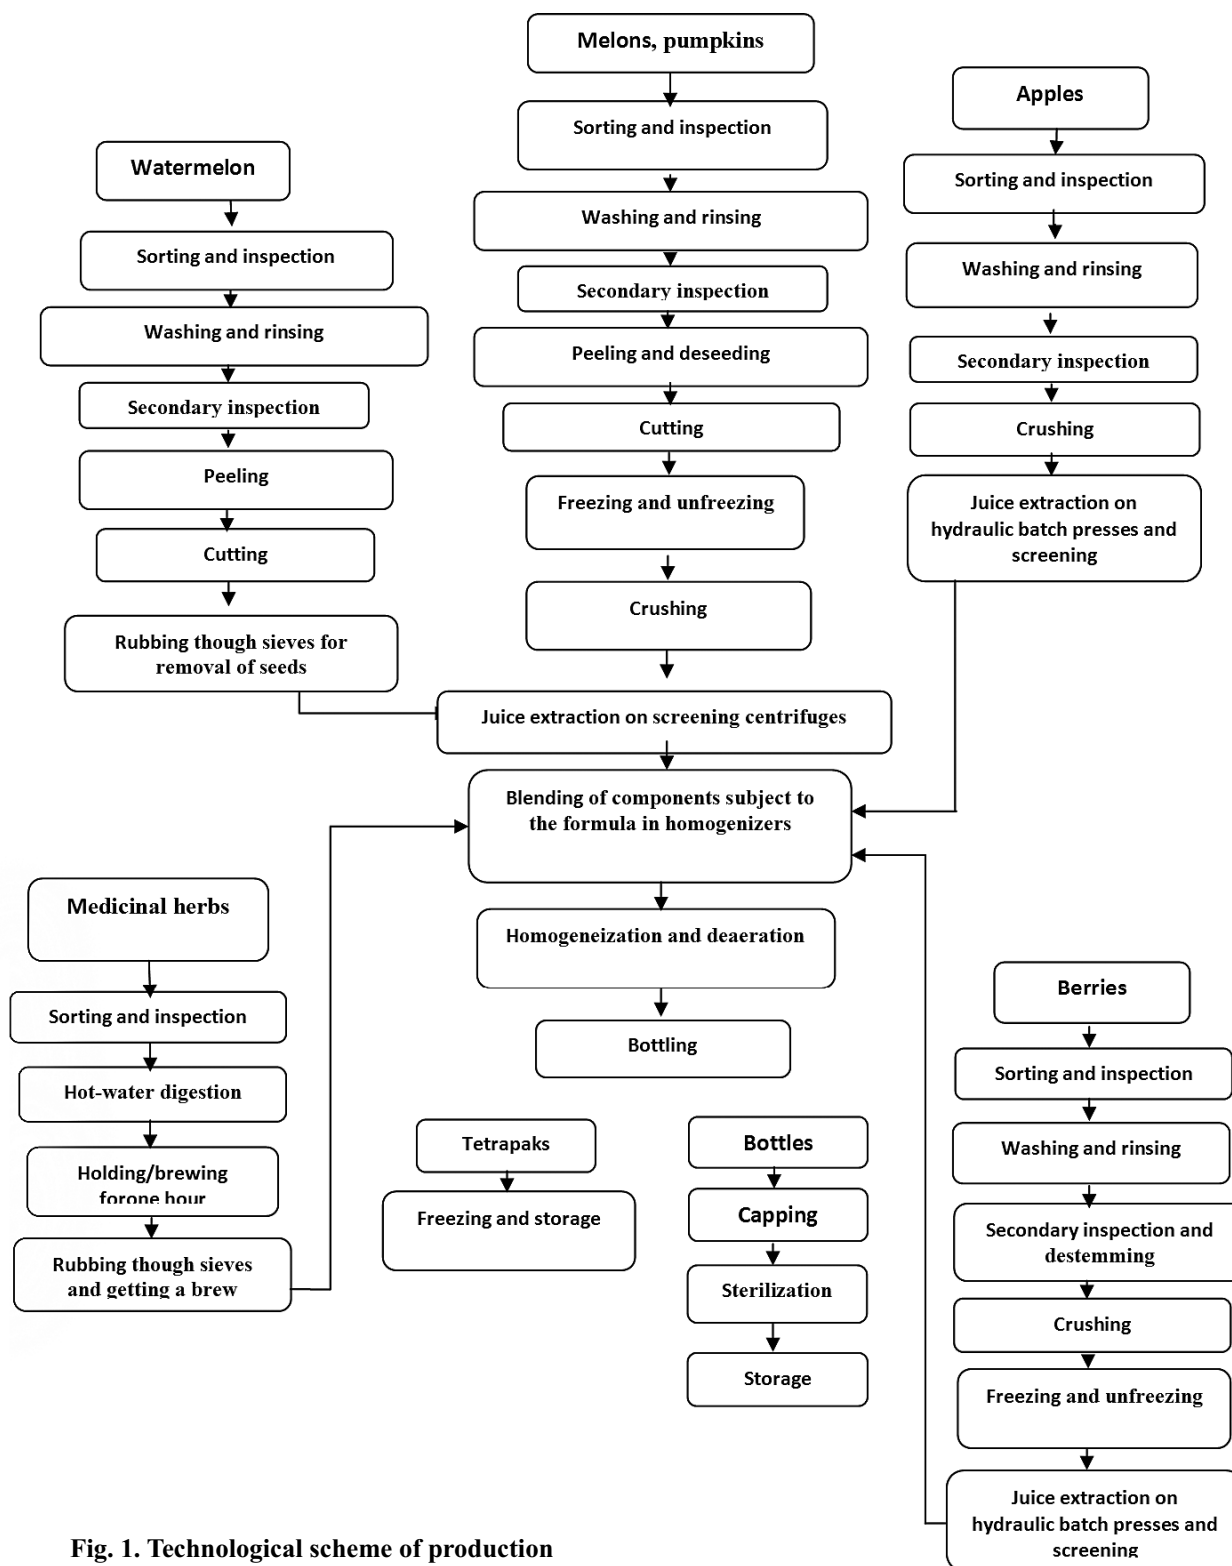 Melons, pumpkins
Sorting and inspection
Washing and rinsing
Secondary inspection
Peeling and deseeding
Cutting
Freezing and unfreezing
Crushing
Juice extraction on screening centrifuges
Apples
Sorting and inspection
Washing and rinsing
Secondary inspection
Crushing
Juice extraction on
hydraulic batch presses and
screening
Watermelon
Sorting and inspection
Washing and rinsing
Secondary inspection
Peeling
Cutting
Rubbing though sieves for
removal of seeds
Blending of components subject to
the formula in homogenizers
Homogeneization and deaeration
Bottling
Medicinal herbs
Sorting and inspection
Hot-water digestion
Holding/brewing
forone hour
Rubbing though sieves
and getting a brew
Tetrapaks
Freezing and storage
Bottles
Capping
Sterilization
Storage
Berries
Sorting and inspection
Washing and rinsing
Secondary inspection and
destemming
Crushing
Freezing and unfreezing
Juice extraction on
hydraulic batch presses and
screening
Fig. 1. Technological scheme of production